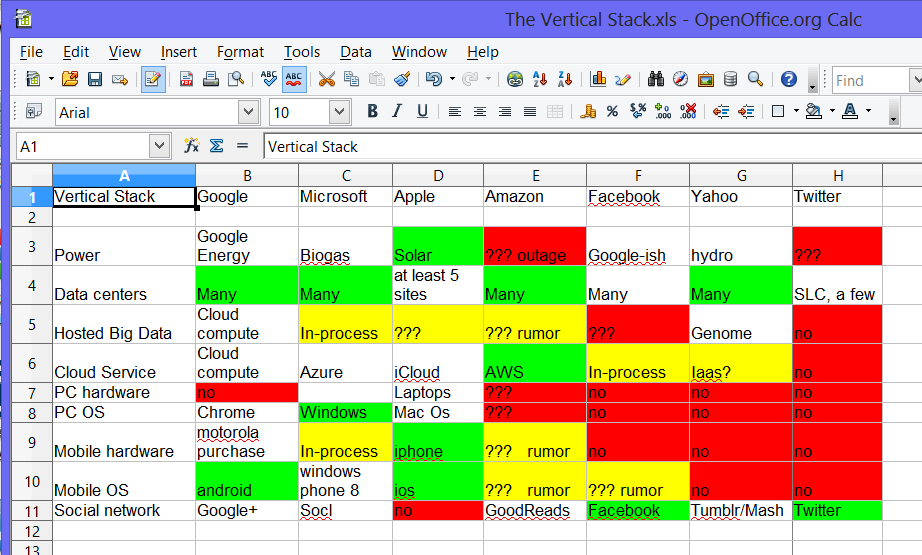 The Vertical Stack.xls - OpenOffice.org Calc
File Edit View Insert Format Tools Data Window Help
PDF ABC ABC Find
Arial 10 B I U
A1 Vertical Stack
A B C D E F G H
1 Vertical Stack Google Microsoft Apple Amazon Facebook Yahoo Twitter
2
Google
3 Power Energy Biogas Solar ??? outage Google-ish hydro ???
at least 5
4 Data centers Many Many sites Many Many Many SLC, a few
Cloud
5 Hosted Big Data compute In-process ??? ??? rumor ??? Genome no
Cloud
6 Cloud Service compute Azure iCloud AWS In-process Iaas? no
7 PC hardware no Laptops ??? no no no
8 PC OS Chrome Windows Mac Os ??? no no no
motorola
9 Mobile hardware purchase In-process iphone ??? rumor no no no
windows
10 Mobile OS android phone 8 ios ??? rumor ??? rumor no no
11 Social network Google+ Socl no GoodReads Facebook Tumblr/Mash Twitter
12
13